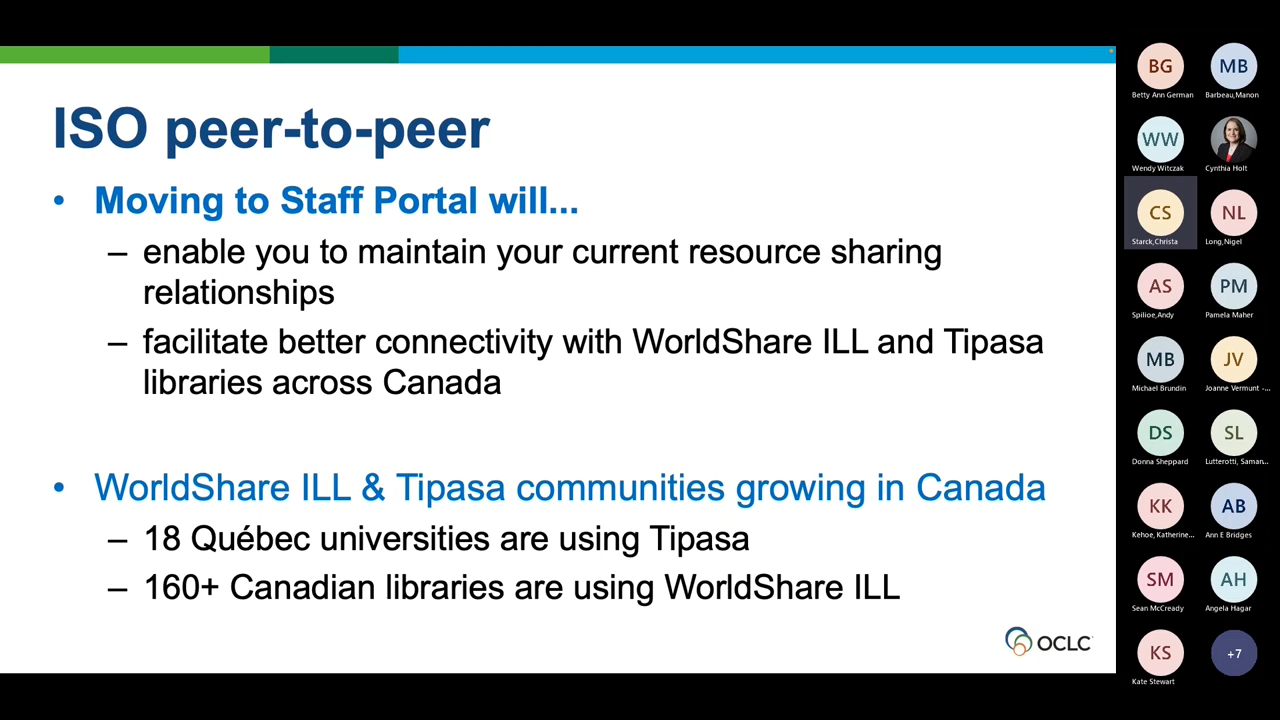 ISO peer-to-peer
• Moving to Staff Portal will...
– enable you to maintain your current resource sharing
relationships
– facilitate better connectivity with WorldShare ILL and Tipasa
libraries across Canada
• WorldShare ILL & Tipasa communities growing in Canada
– 18 Québec universities are using Tipasa
– 160+ Canadian libraries are using WorldShare ILL
OCLC
BG
Betty Ann German
MB
Barbeau,Manon
WW
Wendy Witczak
Cynthia Holt
CS
Starck,Christa
NL
Long,Nigel
AS
Spilioe,Andy
PM
Pamela Maher
MB
Michael Brundin
JV
Joanne Vermunt -...
DS
Donna Sheppard
SL
Lutterotti, Saman...
KK
Kehoe, Katherine...
AB
Ann E Bridges
SM
Sean McCready
AH
Angela Hagar
KS
Kate Stewart
+7